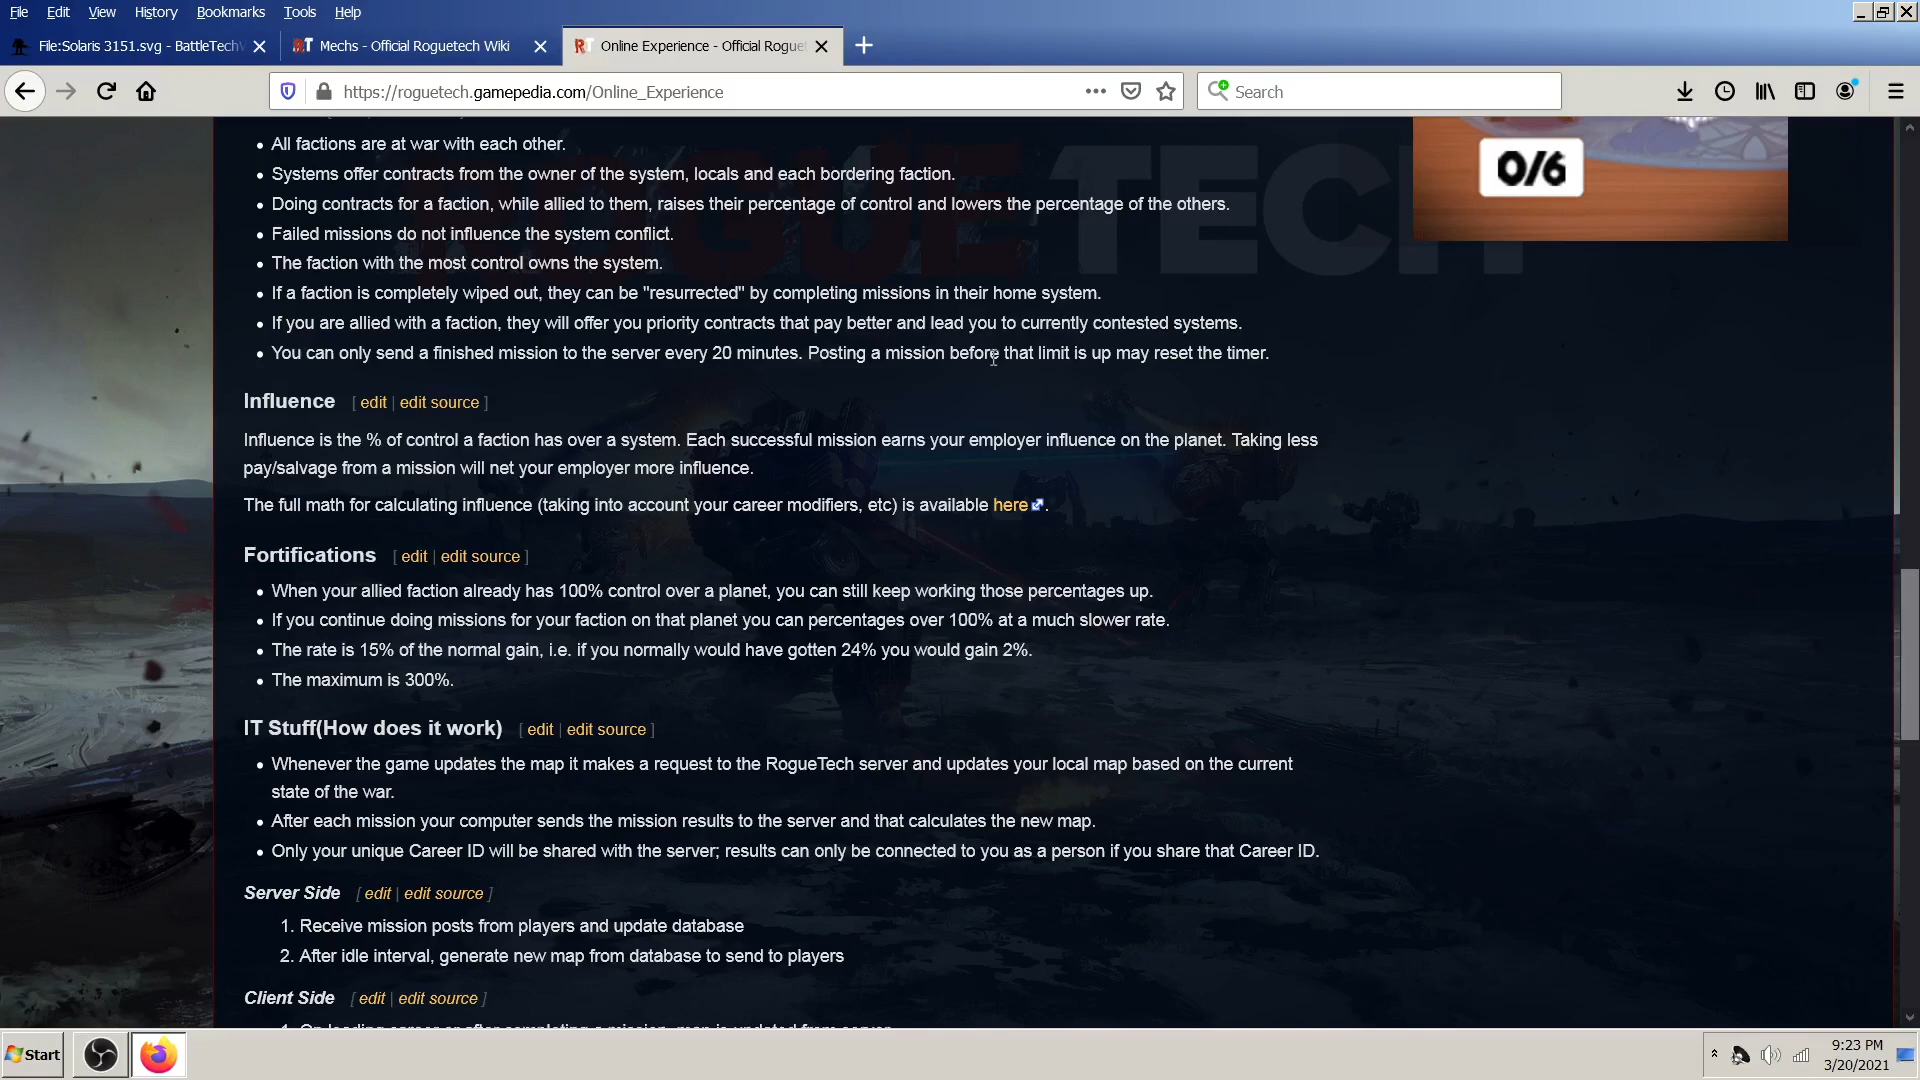 File Edit View History Bookmarks Tools Help
File:Solaris 3151.svg - BattleTechW
Mechs - Official Roguetech Wiki
Online Experience - Official Rogue
https://roguetech.gamepedia.com/Online_Experience
Search
ROGUETECH
0/6
All factions are at war with each other.
Systems offer contracts from the owner of the system, locals and each bordering faction.
Doing contracts for a faction, while allied to them, raises their percentage of control and lowers the percentage of the others.
Failed missions do not influence the system conflict.
The faction with the most control owns the system.
If a faction is completely wiped out, they can be "resurrected" by completing missions in their home system.
If you are allied with a faction, they will offer you priority contracts that pay better and lead you to currently contested systems.
You can only send a finished mission to the server every 20 minutes. Posting a mission before that limit is up may reset the timer.
Influence [ edit | edit source ]
Influence is the % of control a faction has over a system. Each successful mission earns your employer influence on the planet. Taking less
pay/salvage from a mission will net your employer more influence.
The full math for calculating influence (taking into account your career modifiers, etc) is available here.
Fortifications [ edit | edit source ]
When your allied faction already has 100% control over a planet, you can still keep working those percentages up.
If you continue doing missions for your faction on that planet you can percentages over 100% at a much slower rate.
The rate is 15% of the normal gain, i.e. if you normally would have gotten 24% you would gain 2%.
The maximum is 300%.
IT Stuff(How does it work) [ edit | edit source ]
Whenever the game updates the map it makes a request to the RogueTech server and updates your local map based on the current
state of the war.
After each mission your computer sends the mission results to the server and that calculates the new map.
Only your unique Career ID will be shared with the server; results can only be connected to you as a person if you share that Career ID.
Server Side [ edit | edit source ]
1. Receive mission posts from players and update database
2. After idle interval, generate new map from database to send to players
Client Side [ edit | edit source ]
1. On loading career or after completing a mission, map is updated from server
Start
9:23 PM
3/20/2021